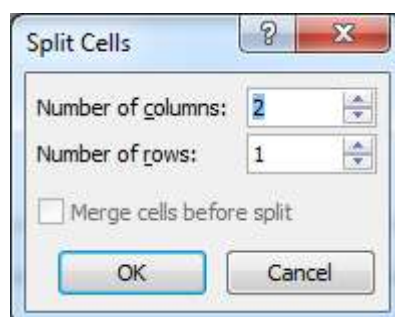 Split Cells
Number of columns: 2
Number of rows: 1
Merge cells before split
OK Cancel